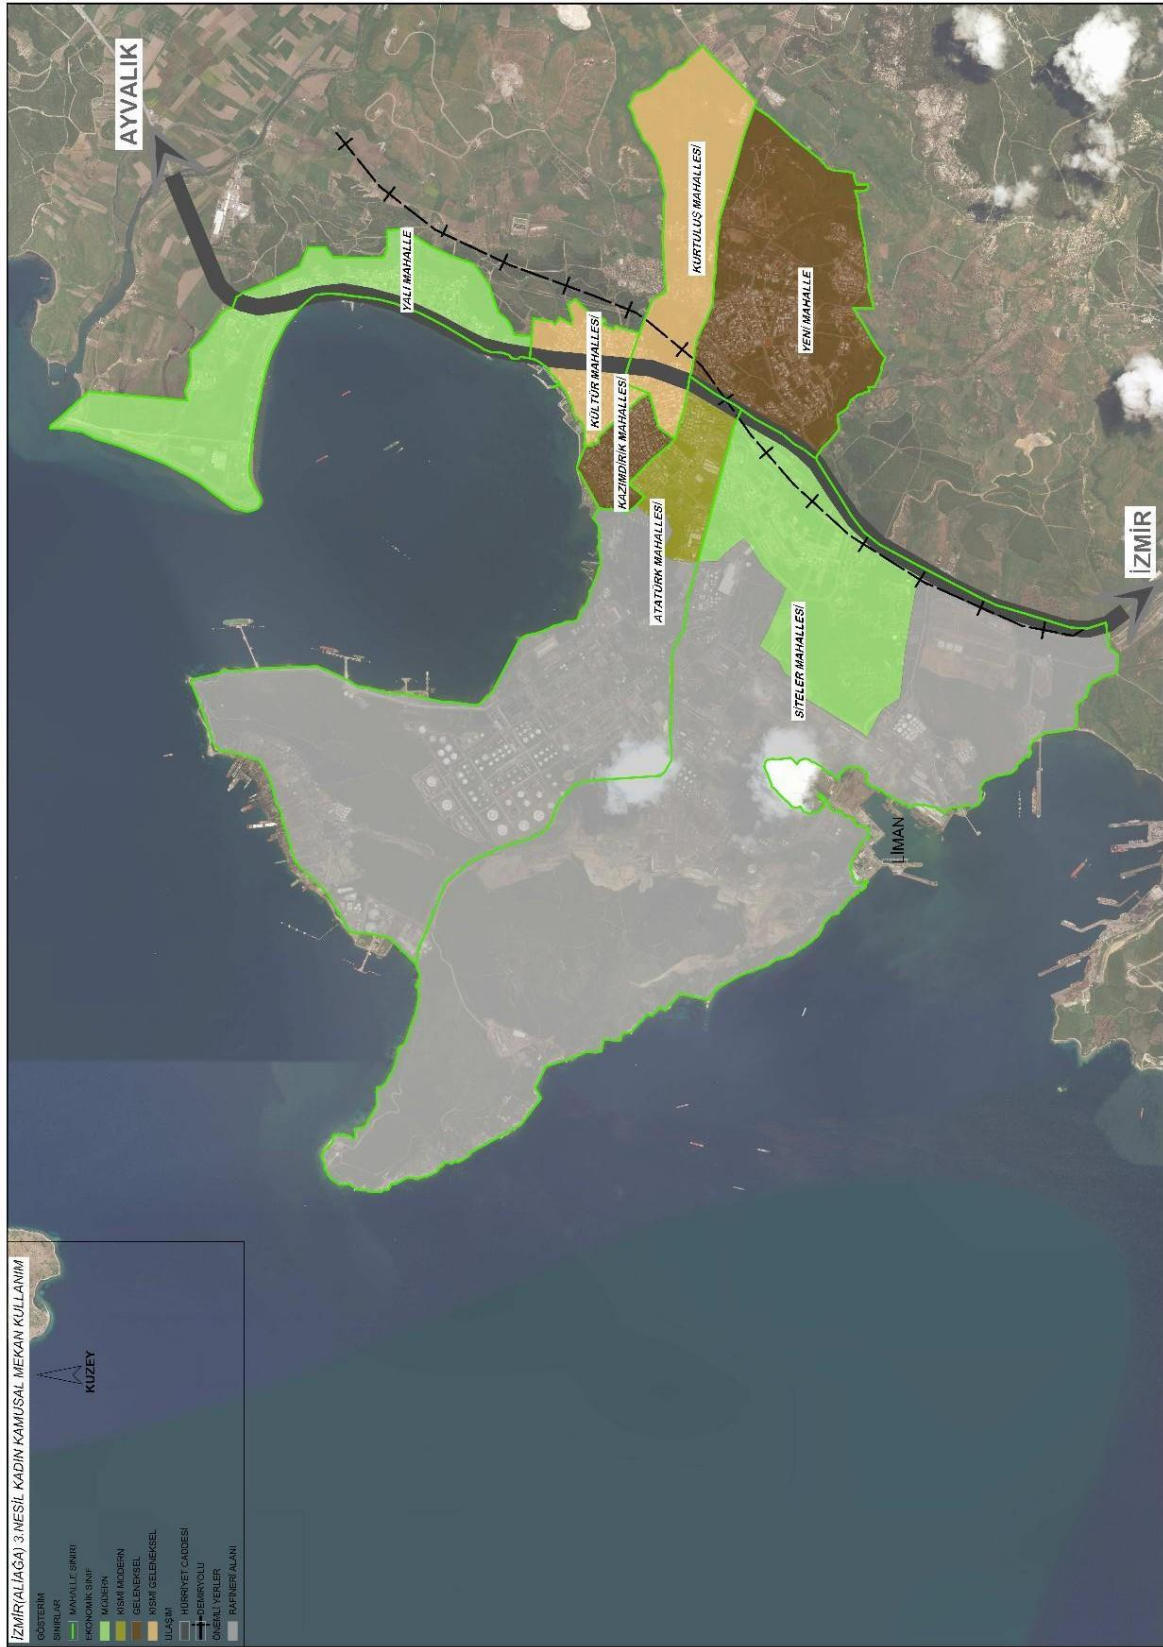 İZMİR(ALİAĞA) 3.NESİL KADIN KAMUSAL MEKAN KULLANIM
KUZEY
GÖSTERİM
SINIRLAR
MAHALLE SINIRI
EKONOMİK SINIF
MODERN
KISMİ MODERN
GELENEKSEL
KISMİ GELENEKSEL
ULAŞIM
HÜRRİYET CADDESİ
DEMİRYOLU
ÖNEMLİ YERLER
RAFİNERİ ALANI
AYVALIK
YALI MAHALLE
KÜLTÜR MAHALLESİ
KAZIMDİRİK MAHALLESİ
ATATÜRK MAHALLESİ
KURTULUŞ MAHALLESİ
YENİ MAHALLE
SİTELER MAHALLESİ
LİMAN
İZMİR